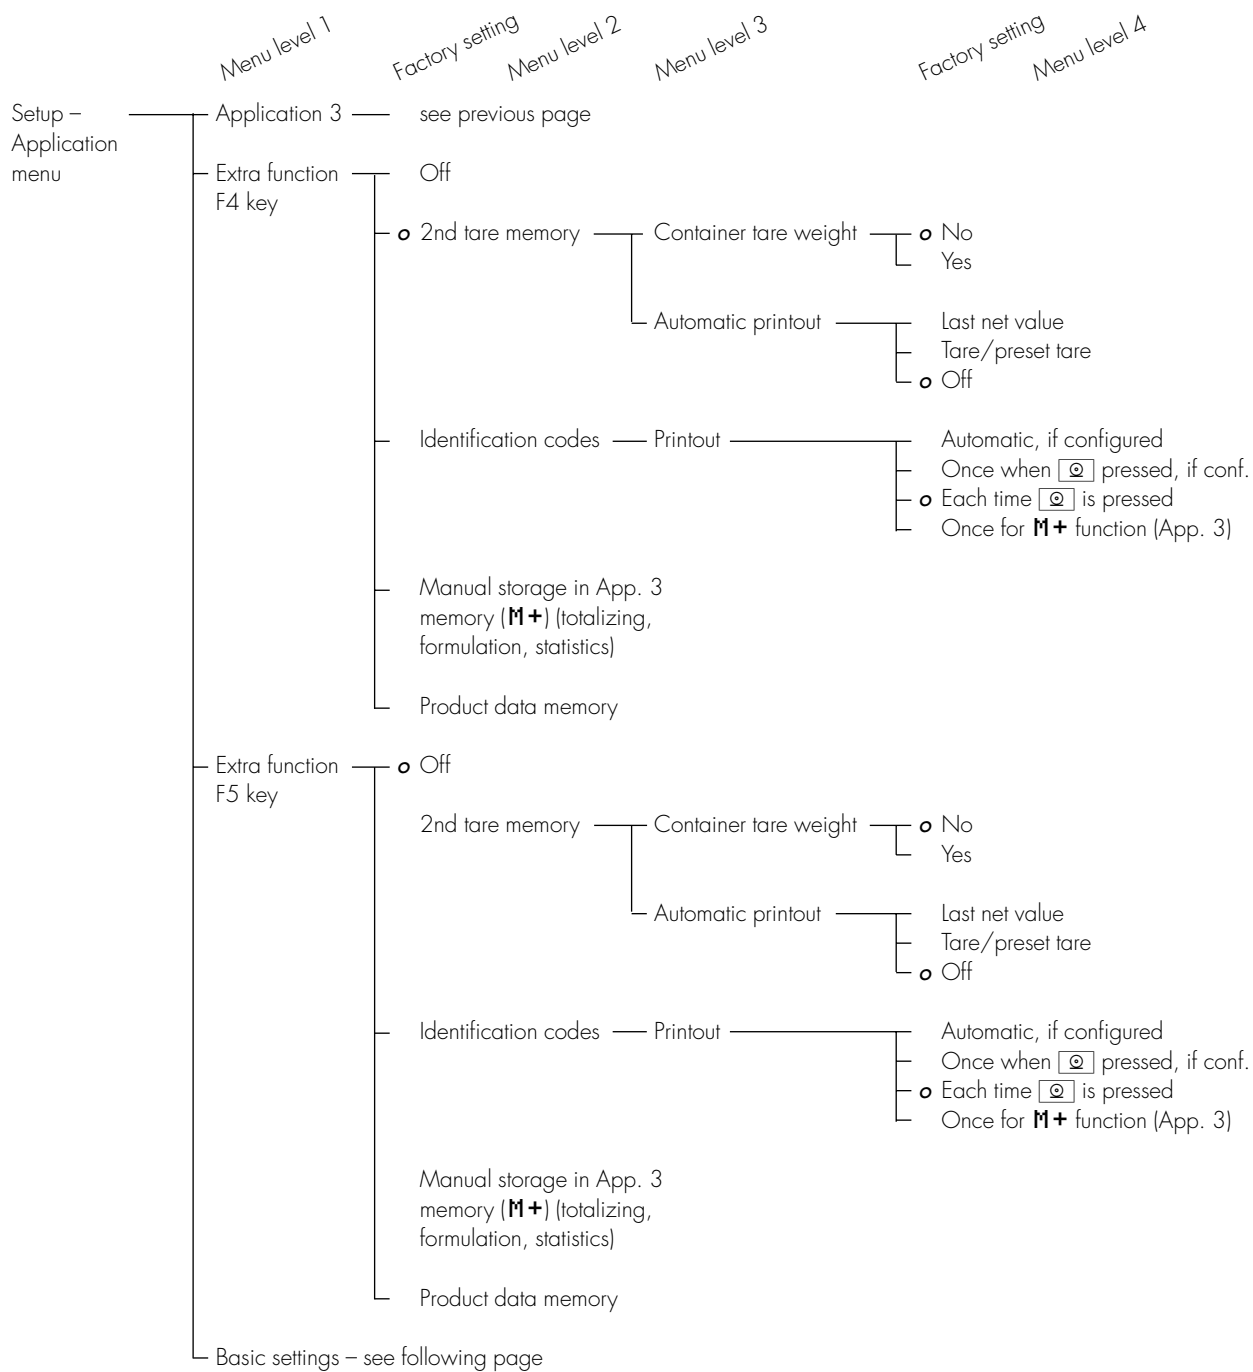 Menu level 1 Factory setting Menu level 2 Menu level 3 Factory setting Menu level 4
Setup – Application 3 see previous page
Application
menu Extra function Off
F4 key
o 2nd tare memory Container tare weight o No
Yes
Automatic printout Last net value
Tare/preset tare
o Off
Identification codes Printout Automatic, if configured
Once when pressed, if conf.
o Each time is pressed
Once for M+ function (App. 3)
Manual storage in App. 3
memory (M+) (totalizing,
formulation, statistics)
Product data memory
Extra function o Off
F5 key
2nd tare memory Container tare weight o No
Yes
Automatic printout Last net value
Tare/preset tare
o Off
Identification codes Printout Automatic, if configured
Once when pressed, if conf.
o Each time is pressed
Once for M+ function (App. 3)
Manual storage in App. 3
memory (M+) (totalizing,
formulation, statistics)
Product data memory
Basic settings – see following page